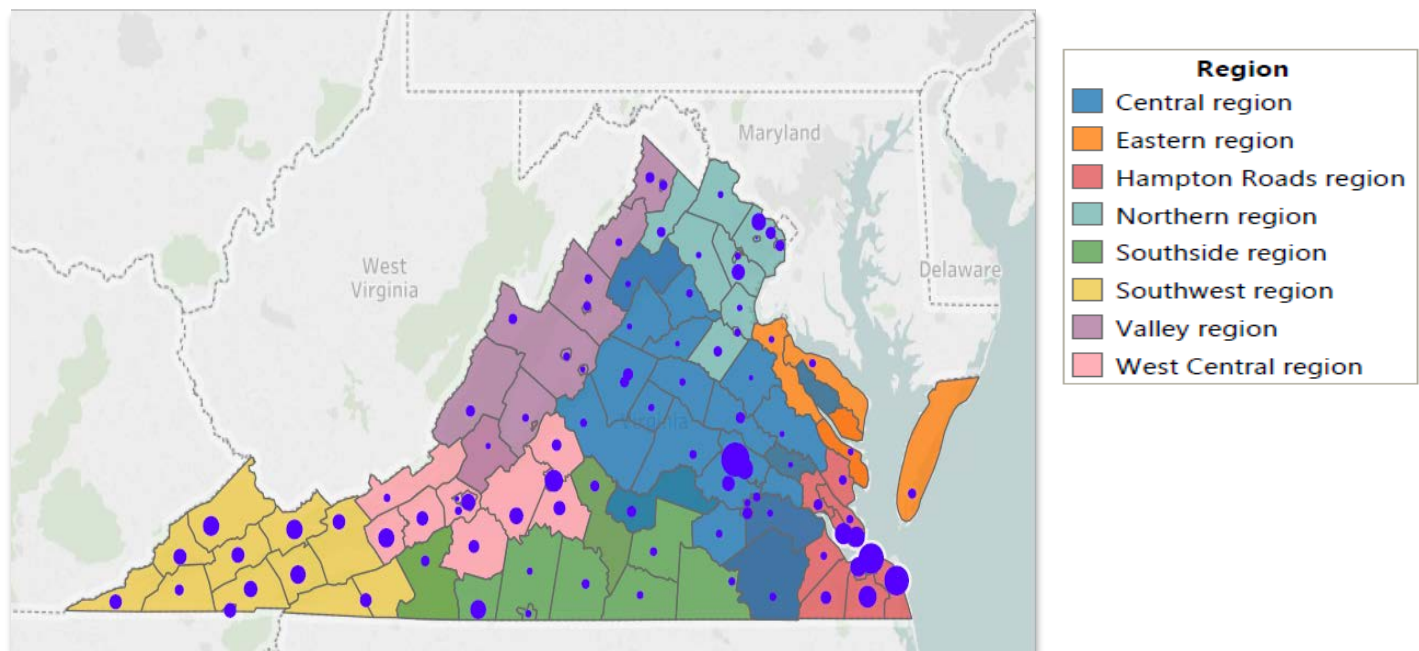 Maryland
West
Virginia
Delaware
Virginia
Region
Central region
Eastern region
Hampton Roads region
Northern region
Southside region
Southwest region
Valley region
West Central region